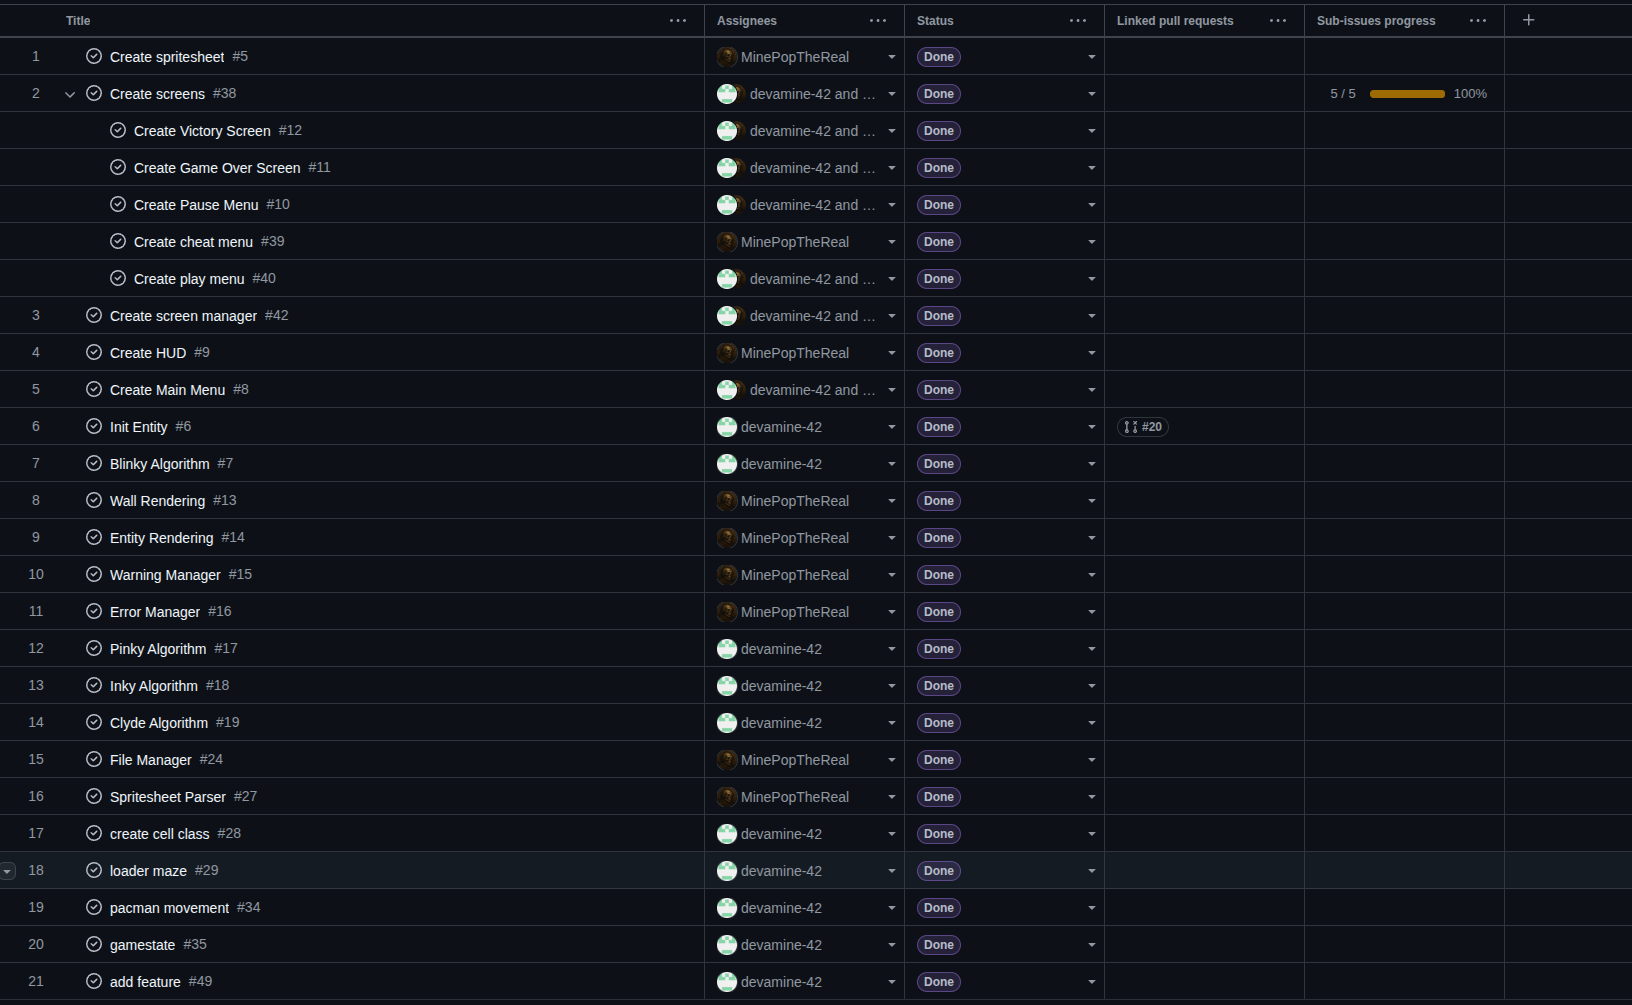 Title Assignees Status Linked pull requests Sub-issues progress
1 Create spritesheet #5 MinePopTheReal Done
2 Create screens #38 devamine-42 and ... Done 5 / 5 100%
Create Victory Screen #12 devamine-42 and ... Done
Create Game Over Screen #11 devamine-42 and ... Done
Create Pause Menu #10 devamine-42 and ... Done
Create cheat menu #39 MinePopTheReal Done
Create play menu #40 devamine-42 and ... Done
3 Create screen manager #42 devamine-42 and ... Done
4 Create HUD #9 MinePopTheReal Done
5 Create Main Menu #8 devamine-42 and ... Done
6 Init Entity #6 devamine-42 Done #20
7 Blinky Algorithm #7 devamine-42 Done
8 Wall Rendering #13 MinePopTheReal Done
9 Entity Rendering #14 MinePopTheReal Done
10 Warning Manager #15 MinePopTheReal Done
11 Error Manager #16 MinePopTheReal Done
12 Pinky Algorithm #17 devamine-42 Done
13 Inky Algorithm #18 devamine-42 Done
14 Clyde Algorithm #19 devamine-42 Done
15 File Manager #24 MinePopTheReal Done
16 Spritesheet Parser #27 MinePopTheReal Done
17 create cell class #28 devamine-42 Done
18 loader maze #29 devamine-42 Done
19 pacman movement #34 devamine-42 Done
20 gamestate #35 devamine-42 Done
21 add feature #49 devamine-42 Done